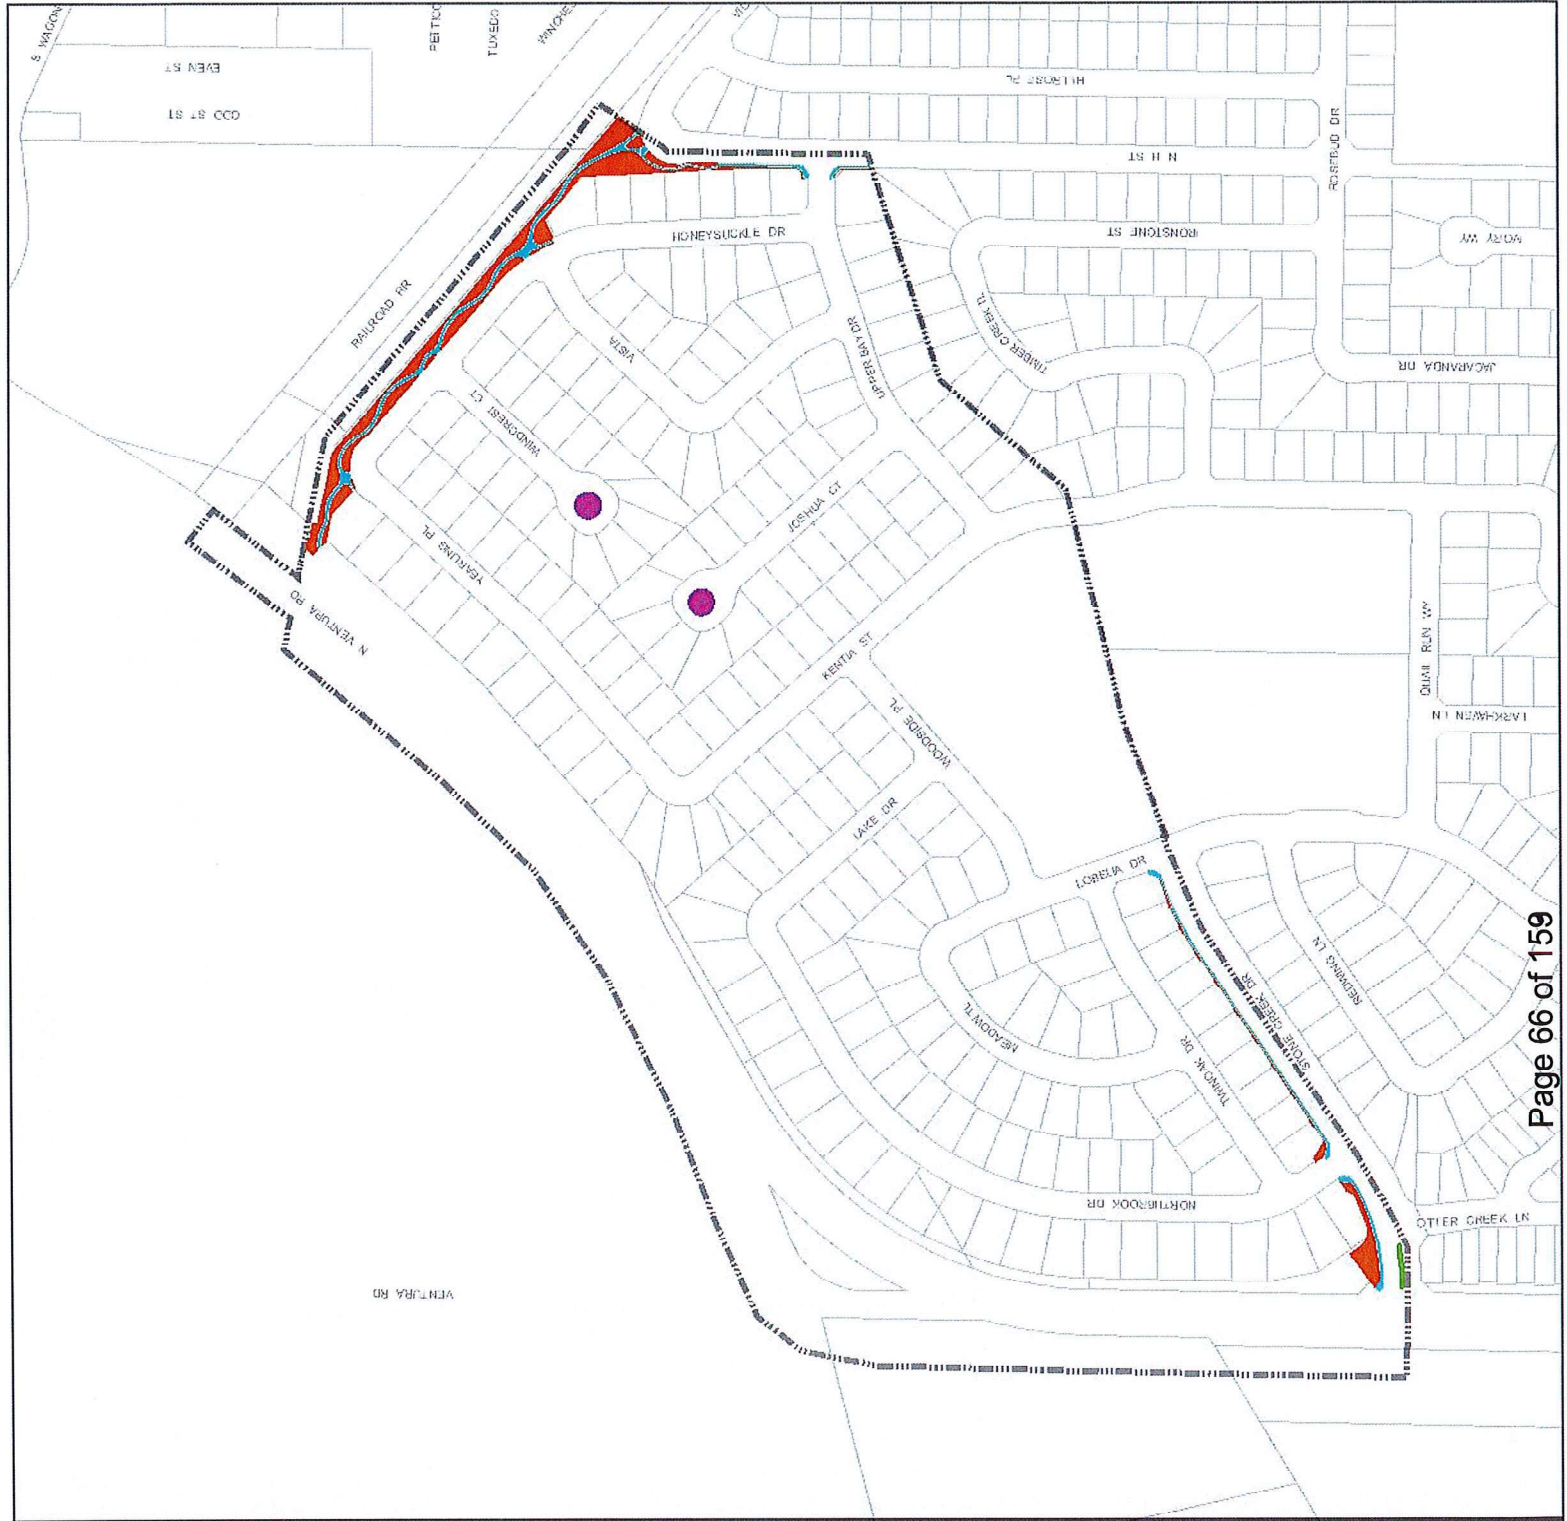 S WAGON
EVEN ST
ODD ST ST
PETTICO
TUXEDO
WINCHES
HILLROSE PL
ROSEBUD DR
N H ST
RAILROAD RR
HONEYSUCKLE DR
IRONSTONE ST
IVORY WY
TIMBER CREEK TL
VISTA
UPPER BAY DR
JACARANDA DR
WINDCREST CT
JOSHUA CT
YEARLING PL
N VENTURA RD
KENTIA ST
QUAIL RUN WY
LARKHAVEN LN
WOODSIDE PL
LAKE DR
LOBELIA DR
REDWING LN
STONE CREEK DR
MEADOW TL
TWINOAK DR
NORTHBROOK DR
OTTER CREEK LN
VENTURA RD
Page 66 of 159